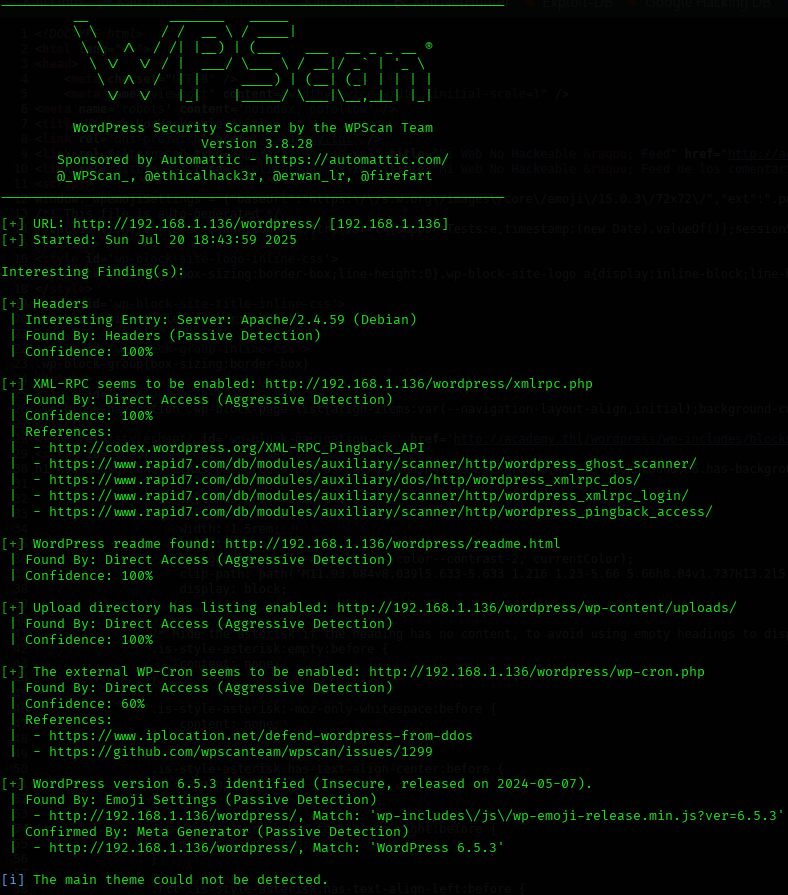 WPScan ®
WordPress Security Scanner by the WPScan Team
Version 3.8.28
Sponsored by Automattic - https://automattic.com/
@_WPScan_, @ethicalhack3r, @erwan_lr, @firefart
[+] URL: http://192.168.1.136/wordpress/ [192.168.1.136]
[+] Started: Sun Jul 20 18:43:59 2025
Interesting Finding(s):
[+] Headers
| Interesting Entry: Server: Apache/2.4.59 (Debian)
| Found By: Headers (Passive Detection)
| Confidence: 100%
[+] XML-RPC seems to be enabled: http://192.168.1.136/wordpress/xmlrpc.php
| Found By: Direct Access (Aggressive Detection)
| Confidence: 100%
| References:
|  - http://codex.wordpress.org/XML-RPC_Pingback_API
|  - https://www.rapid7.com/db/modules/auxiliary/scanner/http/wordpress_ghost_scanner/
|  - https://www.rapid7.com/db/modules/auxiliary/dos/http/wordpress_xmlrpc_dos/
|  - https://www.rapid7.com/db/modules/auxiliary/scanner/http/wordpress_xmlrpc_login/
|  - https://www.rapid7.com/db/modules/auxiliary/scanner/http/wordpress_pingback_access/
[+] WordPress readme found: http://192.168.1.136/wordpress/readme.html
| Found By: Direct Access (Aggressive Detection)
| Confidence: 100%
[+] Upload directory has listing enabled: http://192.168.1.136/wordpress/wp-content/uploads/
| Found By: Direct Access (Aggressive Detection)
| Confidence: 100%
[+] The external WP-Cron seems to be enabled: http://192.168.1.136/wordpress/wp-cron.php
| Found By: Direct Access (Aggressive Detection)
| Confidence: 60%
| References:
|  - https://www.iplocation.net/defend-wordpress-from-ddos
|  - https://github.com/wpscanteam/wpscan/issues/1299
[+] WordPress version 6.5.3 identified (Insecure, released on 2024-05-07).
| Found By: Emoji Settings (Passive Detection)
|  - http://192.168.1.136/wordpress/, Match: 'wp-includes\/js\/wp-emoji-release.min.js?ver=6.5.3'
| Confirmed By: Meta Generator (Passive Detection)
|  - http://192.168.1.136/wordpress/, Match: 'WordPress 6.5.3'
[i] The main theme could not be detected.